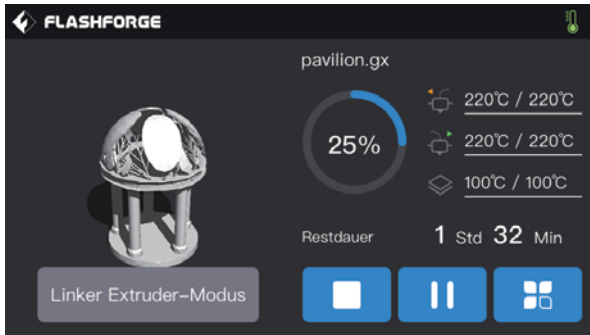 FLASHFORGE
pavilion.gx
220℃ / 220℃
25%
220℃ / 220℃
100℃ / 100℃
Restdauer 1 Std 32 Min
Linker Extruder-Modus